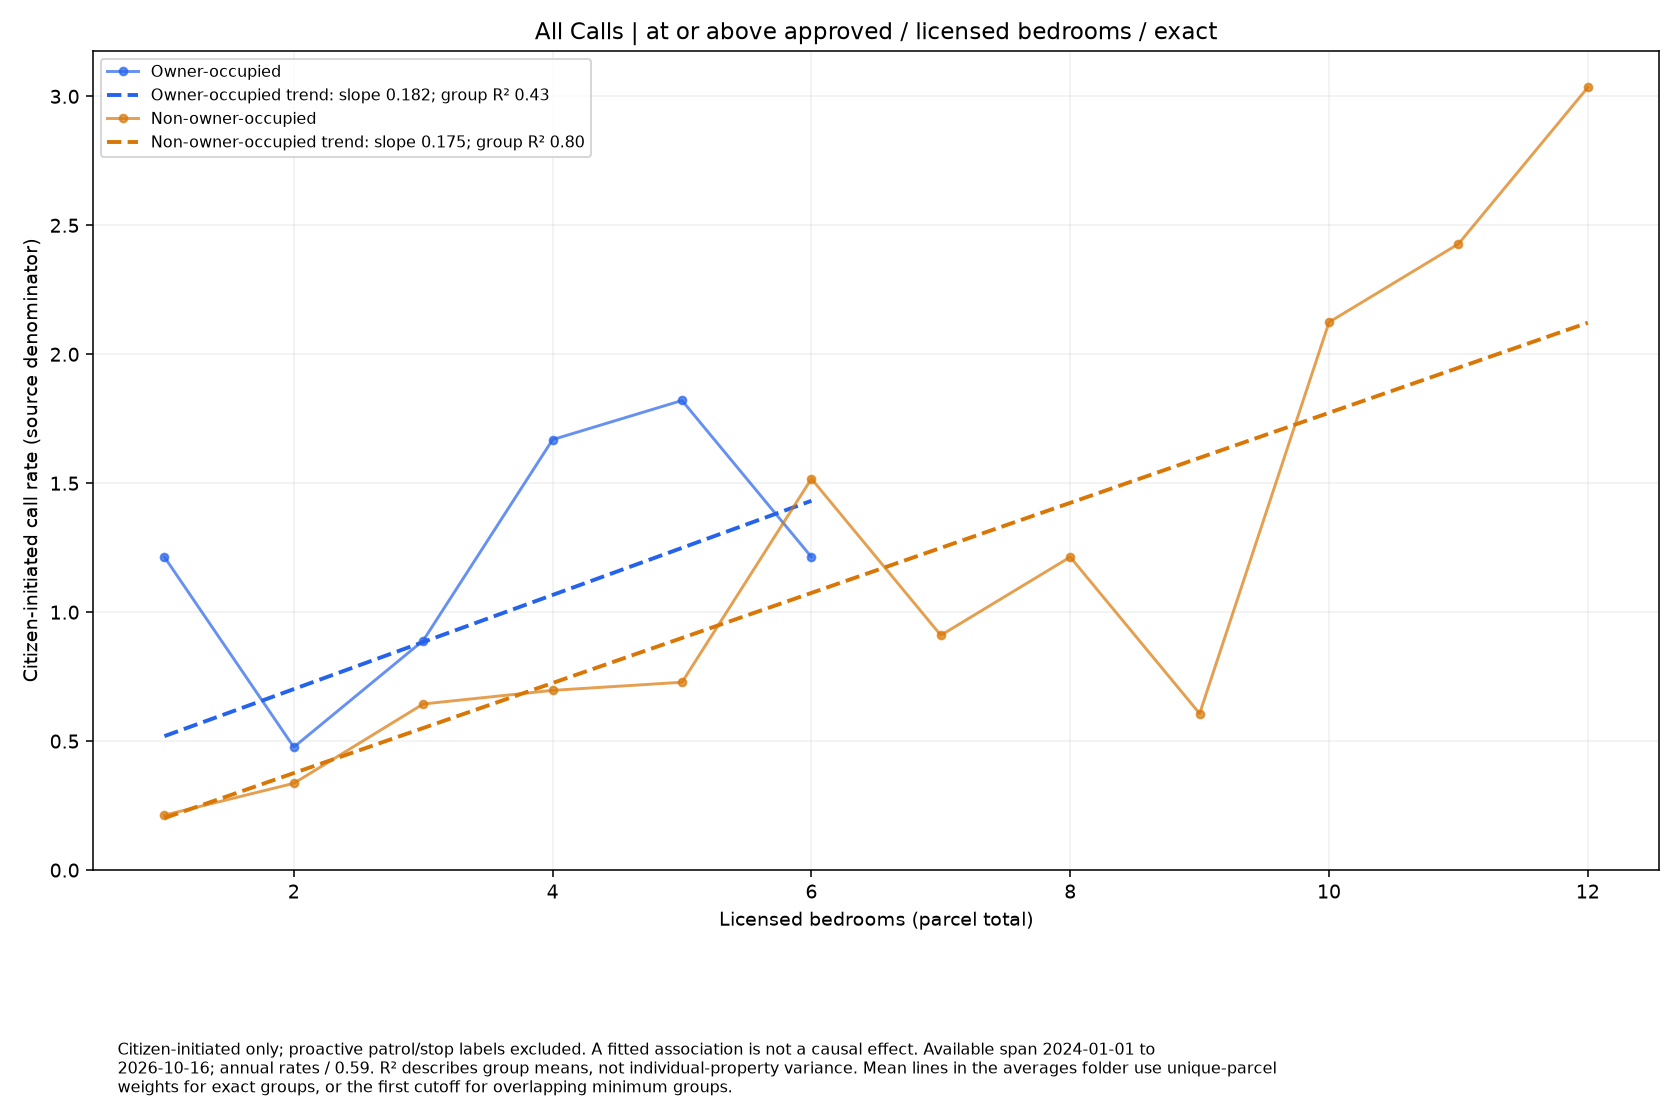 All Calls | at or above approved / licensed bedrooms / exact
Owner-occupied
Owner-occupied trend: slope 0.182; group R² 0.43
Non-owner-occupied
Non-owner-occupied trend: slope 0.175; group R² 0.80
Citizen-initiated call rate (source denominator)
3.0
2.5
2.0
1.5
1.0
0.5
0.0
2 4 6 8 10 12
Licensed bedrooms (parcel total)
Citizen-initiated only; proactive patrol/stop labels excluded. A fitted association is not a causal effect. Available span 2024-01-01 to
2026-10-16; annual rates / 0.59. R² describes group means, not individual-property variance. Mean lines in the averages folder use unique-parcel
weights for exact groups, or the first cutoff for overlapping minimum groups.